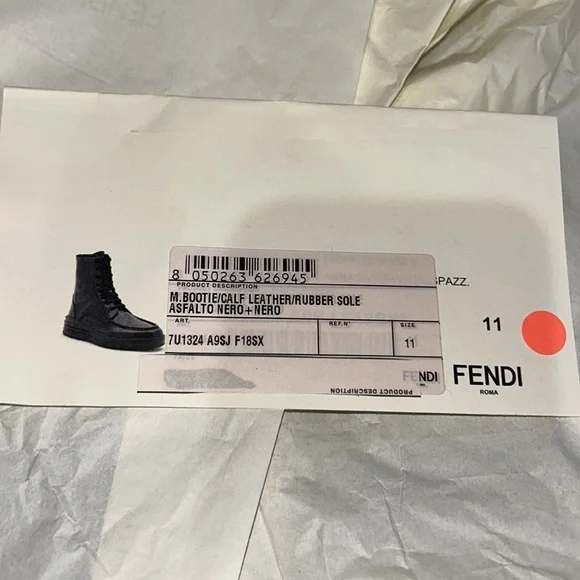 8 050263 626945
PRODUCT DESCRIPTION
SPAZZ.
M.BOOTIE/CALF LEATHER/RUBBER SOLE
ASFALTO NERO+NERO
ART.
REF.N°
SIZE
7U1324 A9SJ F18SX
11
11
FENDI
FENDI
ROMA
PRODUCT DESCRIPTION